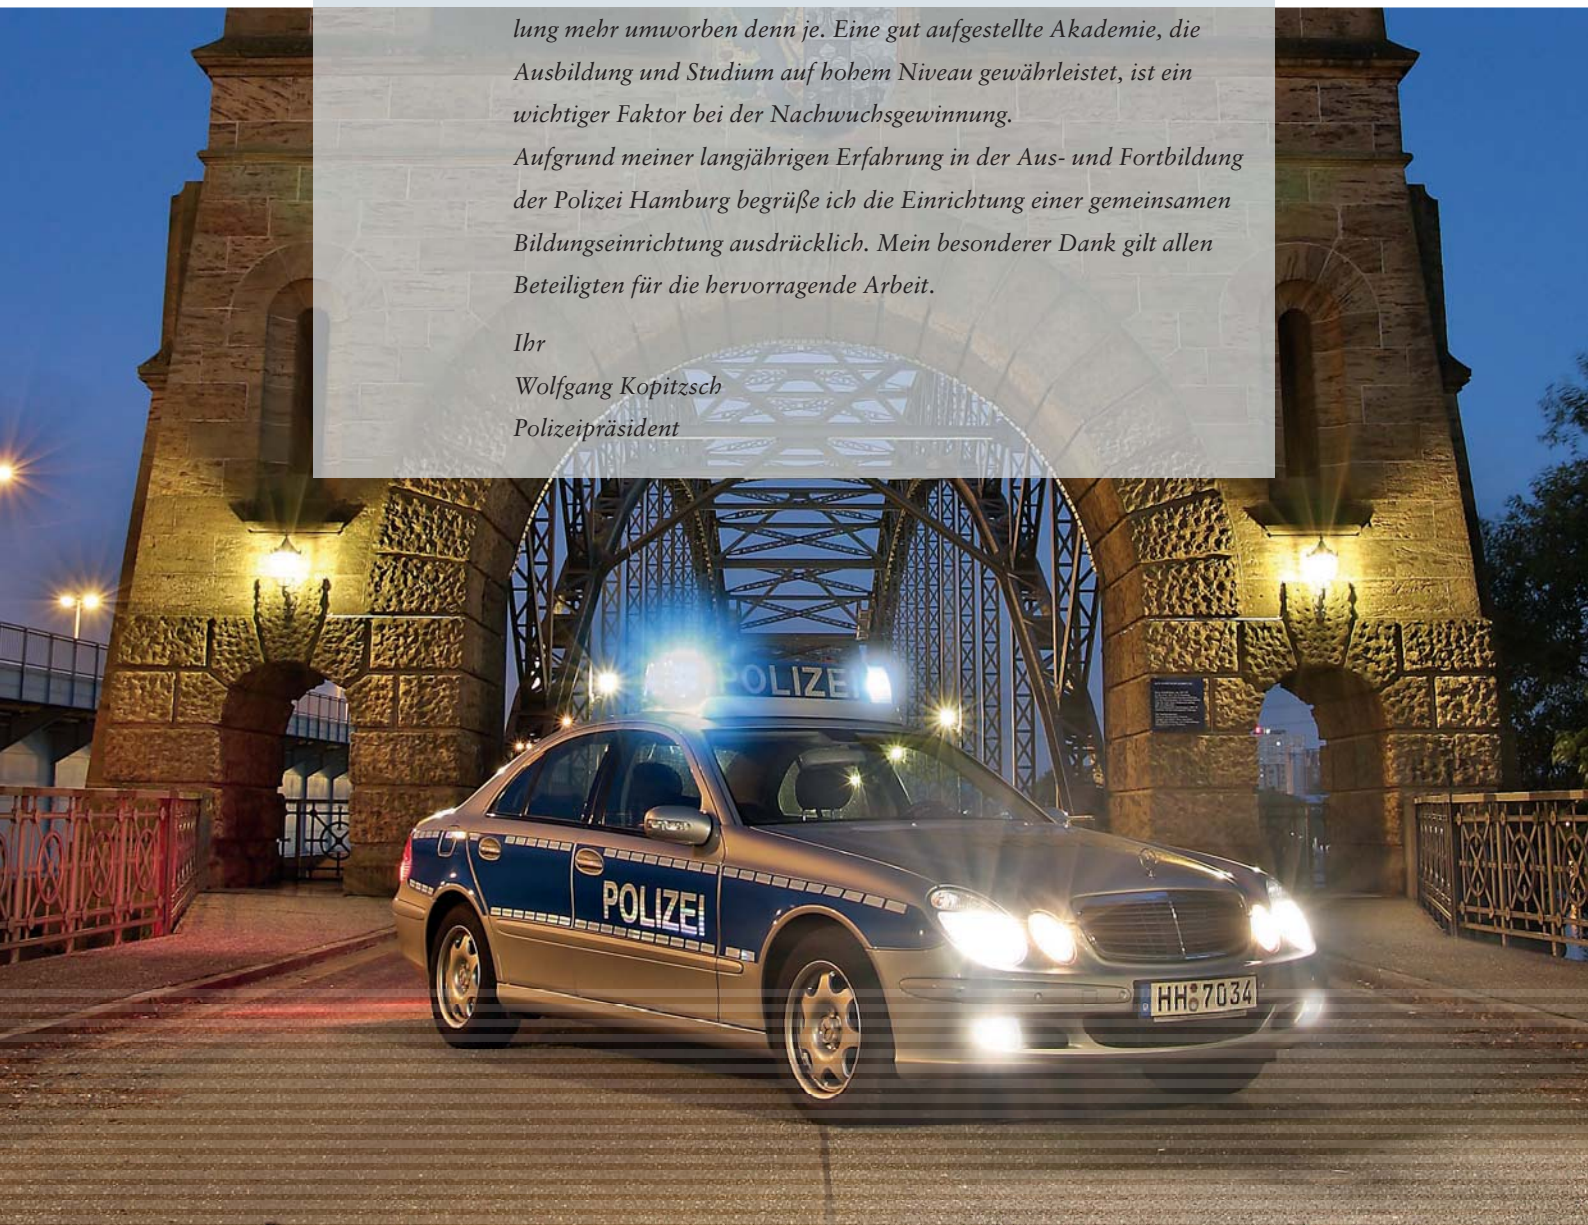 lung mehr umworben denn je. Eine gut aufgestellte Akademie, die
Ausbildung und Studium auf hohem Niveau gewährleistet, ist ein
wichtiger Faktor bei der Nachwuchsgewinnung.
Aufgrund meiner langjährigen Erfahrung in der Aus- und Fortbildung
der Polizei Hamburg begrüße ich die Einrichtung einer gemeinsamen
Bildungseinrichtung ausdrücklich. Mein besonderer Dank gilt allen
Beteiligten für die hervorragende Arbeit.
Ihr
Wolfgang Kopitzsch
Polizeipräsident
POLIZEI
POLIZEI
HH 7034